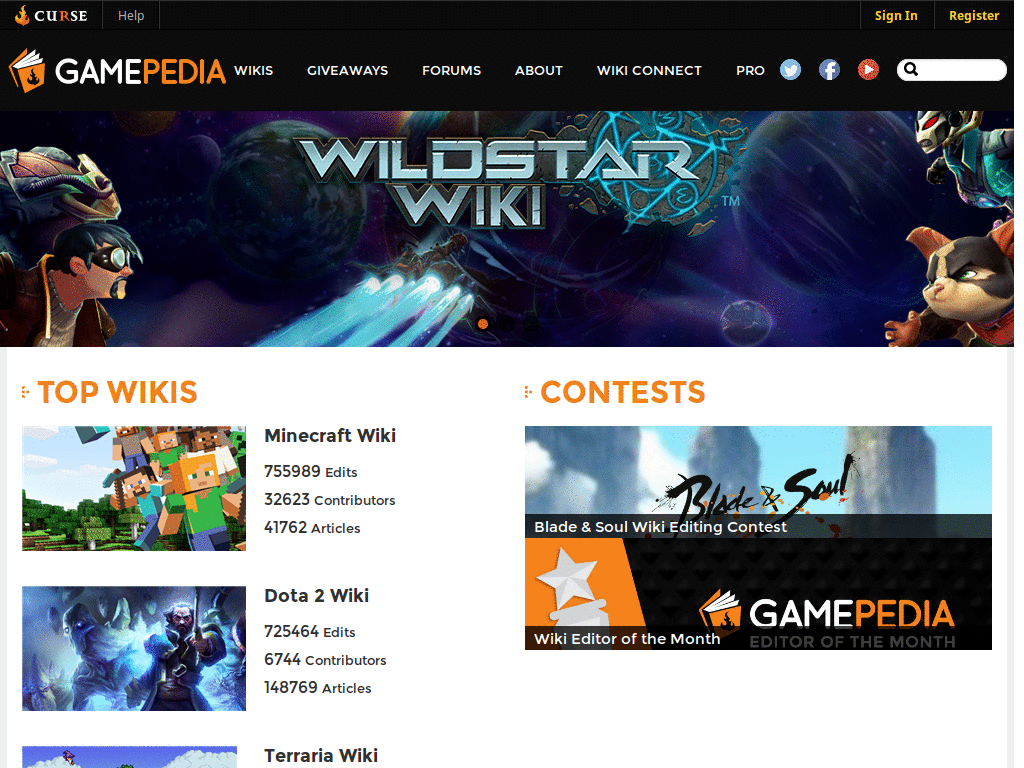 CURSE
Help
Sign In
Register
GAMEPEDIA
WIKIS
GIVEAWAYS
FORUMS
ABOUT
WIKI CONNECT
PRO
WILDSTAR
WIKI
TM
TOP WIKIS
Minecraft Wiki
755989 Edits
32623 Contributors
41762 Articles
Dota 2 Wiki
725464 Edits
6744 Contributors
148769 Articles
Terraria Wiki
CONTESTS
Blade & Soul
Blade & Soul Wiki Editing Contest
GAMEPEDIA
EDITOR OF THE MONTH
Wiki Editor of the Month